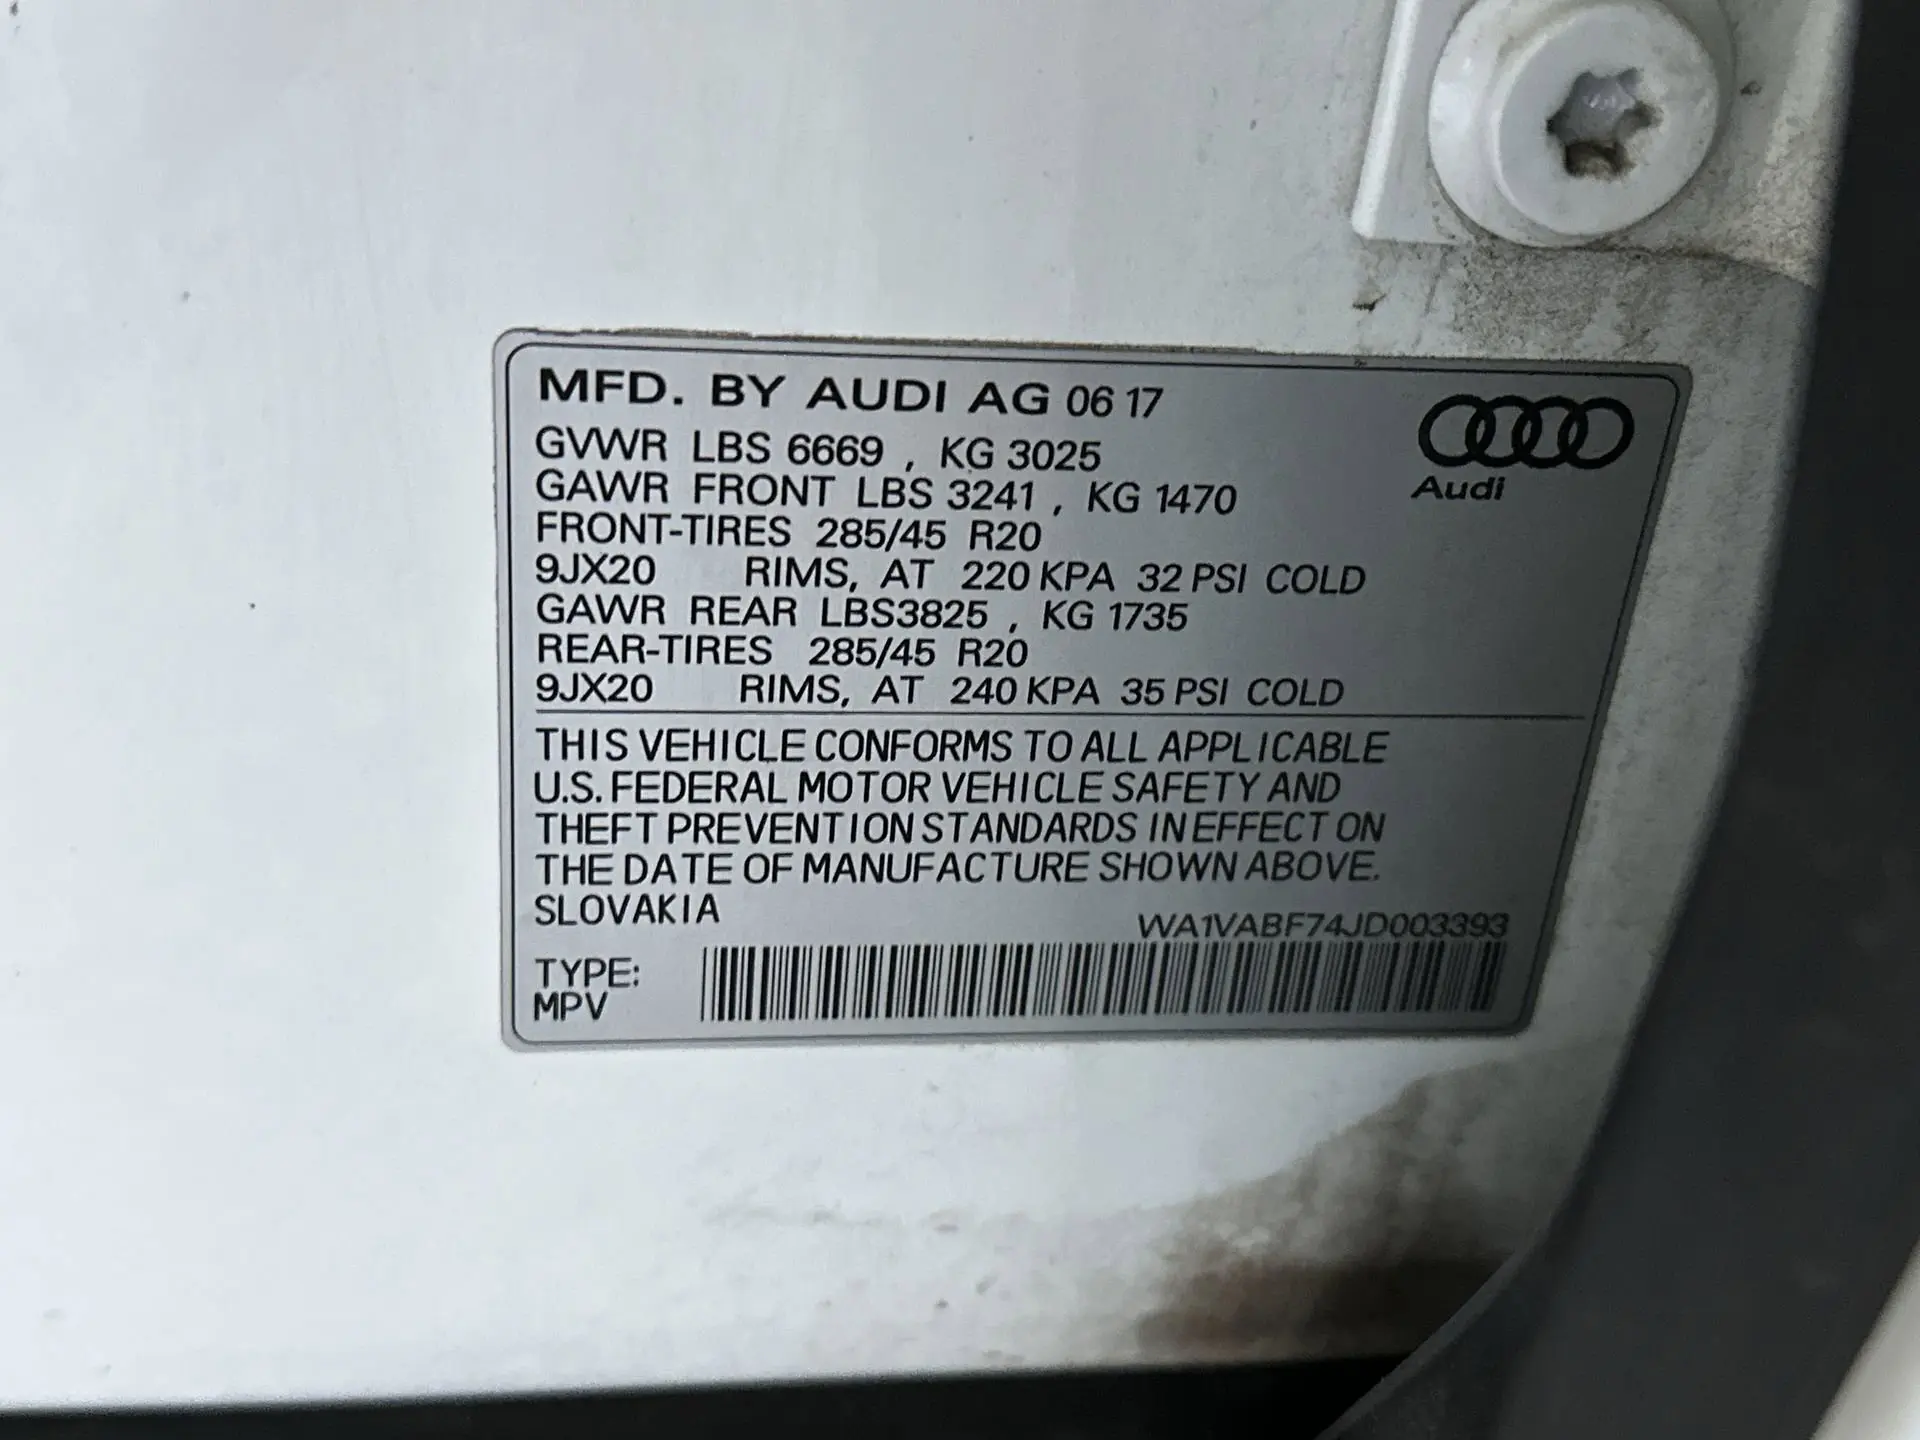 MFD. BY AUDI AG 06 17
GVWR LBS 6669 , KG 3025
GAWR FRONT LBS 3241 , KG 1470
FRONT-TIRES 285/45 R20
9JX20 RIMS, AT 220 KPA 32 PSI COLD
GAWR REAR LBS3825 , KG 1735
REAR-TIRES 285/45 R20
9JX20 RIMS, AT 240 KPA 35 PSI COLD
Audi
THIS VEHICLE CONFORMS TO ALL APPLICABLE
U.S. FEDERAL MOTOR VEHICLE SAFETY AND
THEFT PREVENTION STANDARDS IN EFFECT ON
THE DATE OF MANUFACTURE SHOWN ABOVE.
SLOVAKIA
WA1VABF74JD003393
TYPE:
MPV